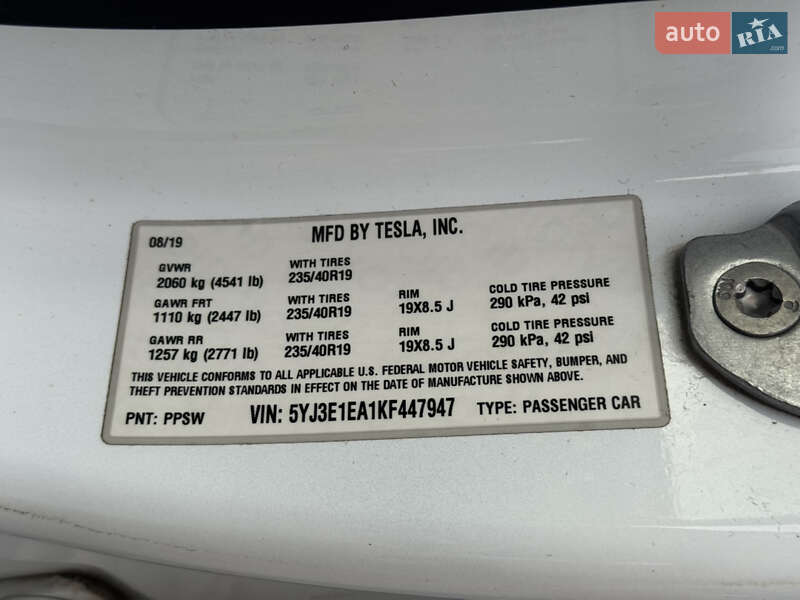 auto RIA
08/19 MFD BY TESLA, INC.
GVWR WITH TIRES
2060 kg (4541 lb) 235/40R19
GAWR FRT WITH TIRES RIM COLD TIRE PRESSURE
1110 kg (2447 lb) 235/40R19 19X8.5 J 290 kPa, 42 psi
GAWR RR WITH TIRES RIM COLD TIRE PRESSURE
1257 kg (2771 lb) 235/40R19 19X8.5 J 290 kPa, 42 psi
THIS VEHICLE CONFORMS TO ALL APPLICABLE U.S. FEDERAL MOTOR VEHICLE SAFETY, BUMPER, AND
THEFT PREVENTION STANDARDS IN EFFECT ON THE DATE OF MANUFACTURE SHOWN ABOVE.
PNT: PPSW VIN: 5YJ3E1EA1KF447947 TYPE: PASSENGER CAR